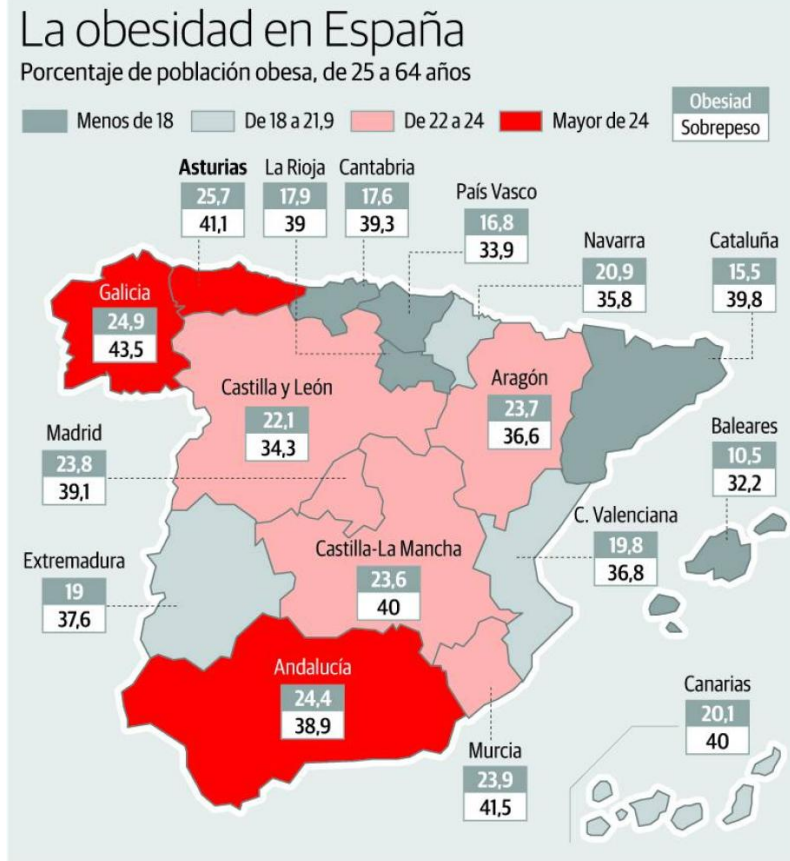 La obesidad en España
Porcentaje de población obesa, de 25 a 64 años
Menos de 18
De 18 a 21,9
De 22 a 24
Mayor de 24
Obesiad
Sobrepeso
Asturias
25,7
41,1
La Rioja
17,9
39
Cantabria
17,6
39,3
País Vasco
16,8
33,9
Navarra
20,9
35,8
Cataluña
15,5
39,8
Galicia
24,9
43,5
Castilla y León
22,1
34,3
Aragón
23,7
36,6
Madrid
23,8
39,1
Baleares
10,5
32,2
C. Valenciana
19,8
36,8
Castilla-La Mancha
23,6
40
Extremadura
19
37,6
Andalucía
24,4
38,9
Murcia
23,9
41,5
Canarias
20,1
40